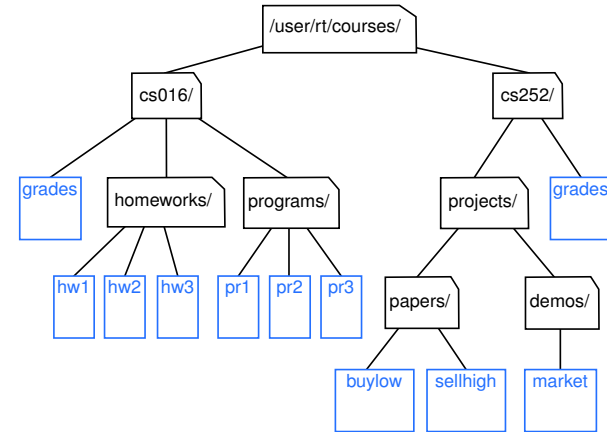 /user/rt/courses/
cs016/
cs252/
grades
homeworks/
programs/
projects/
grades
hw1
hw2
hw3
pr1
pr2
pr3
papers/
demos/
buylow
sellhigh
market